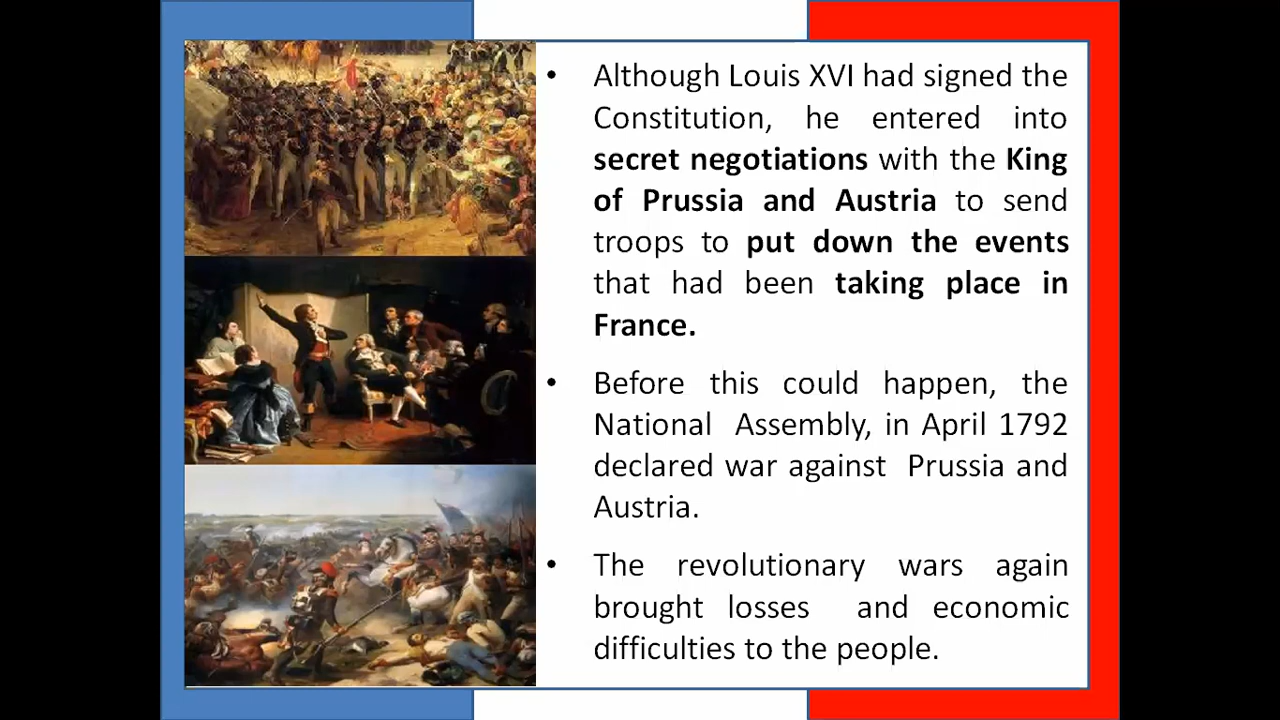 • Although Louis XVI had signed the
Constitution, he entered into
secret negotiations with the King
of Prussia and Austria to send
troops to put down the events
that had been taking place in
France.
• Before this could happen, the
National Assembly, in April 1792
declared war against Prussia and
Austria.
• The revolutionary wars again
brought losses and economic
difficulties to the people.